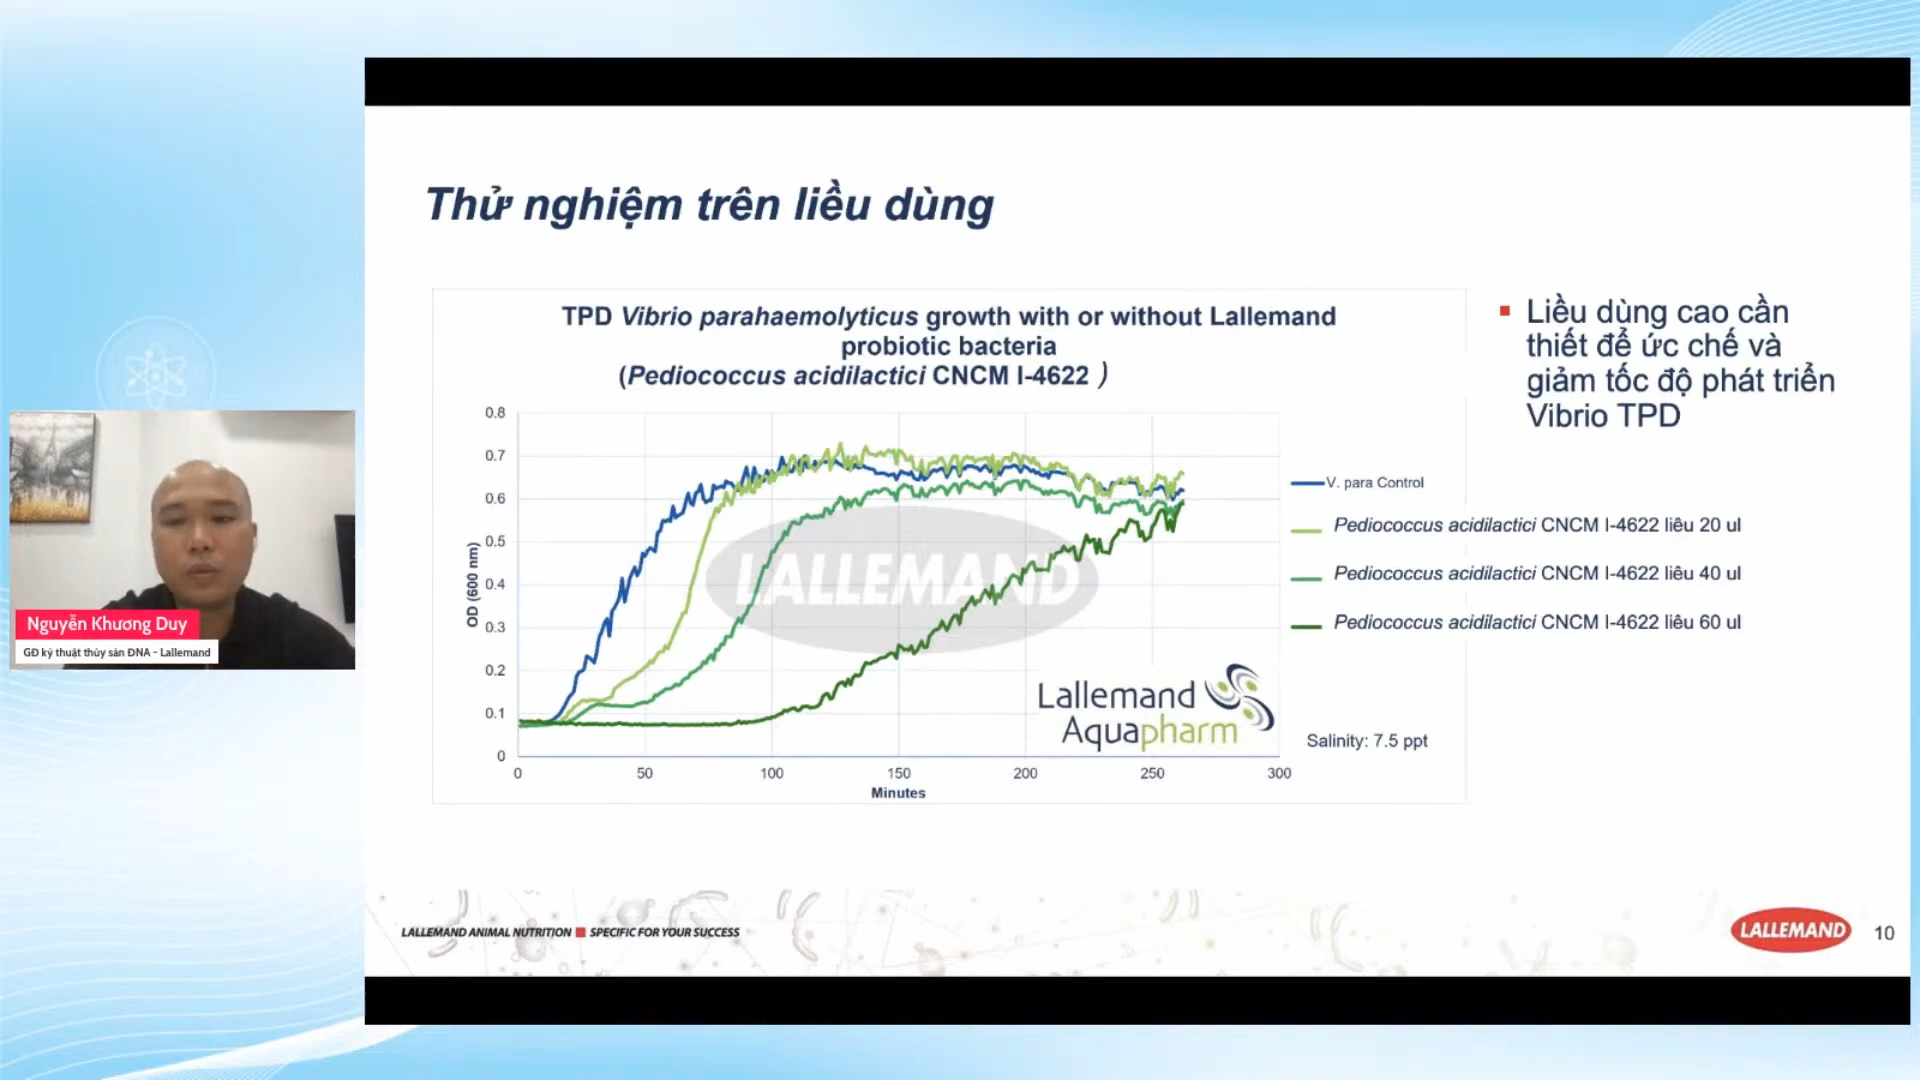 Thử nghiệm trên liều dùng
TPD Vibrio parahaemolyticus growth with or without Lallemand
probiotic bacteria
(Pediococcus acidilactici CNCM I-4622 )
0.8
0.7
0.6
0.5
0.4
0.3
0.2
0.1
0
OD (600 nm)
0 50 100 150 200 250 300
Minutes
LALLEMAND
Lallemand
Aquapharm
V. para Control
Pediococcus acidilactici CNCM I-4622 liêu 20 ul
Pediococcus acidilactici CNCM I-4622 liêu 40 ul
Pediococcus acidilactici CNCM I-4622 liêu 60 ul
Salinity: 7.5 ppt
Liều dùng cao cần
thiết để ức chế và
giảm tốc độ phát triển
Vibrio TPD
Nguyễn Khương Duy
GĐ kỹ thuật thủy sản ĐNA - Lallemand
LALLEMAND ANIMAL NUTRITION SPECIFIC FOR YOUR SUCCESS
LALLEMAND
10